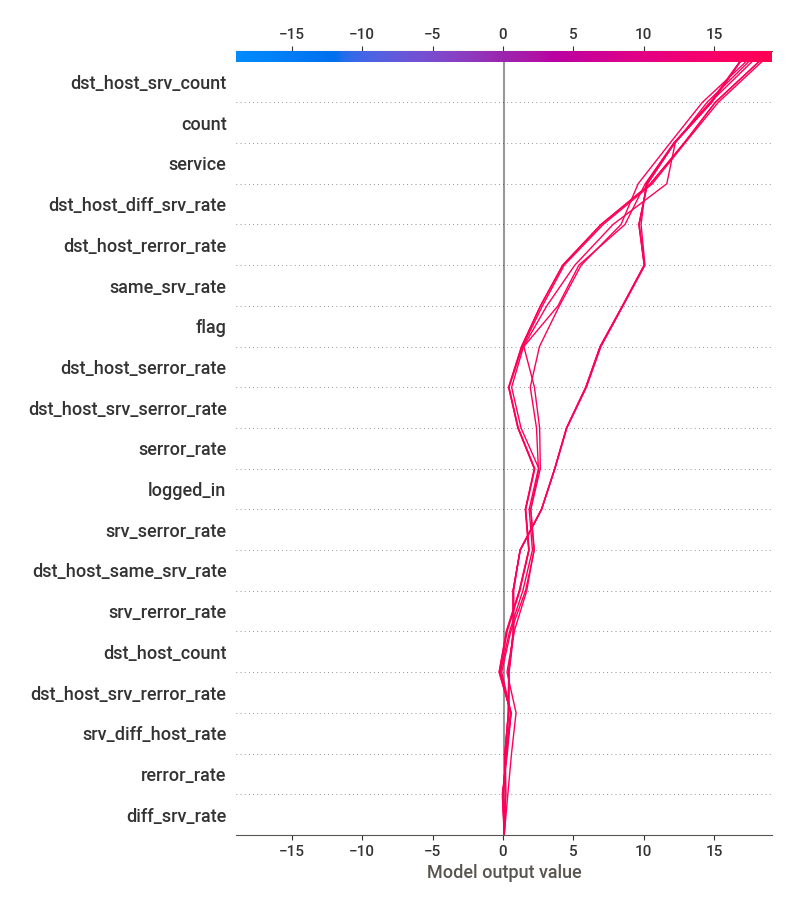 −15 −10 −5 0 5 10 15
dst_host_srv_count
count
service
dst_host_diff_srv_rate
dst_host_rerror_rate
same_srv_rate
flag
dst_host_serror_rate
dst_host_srv_serror_rate
serror_rate
logged_in
srv_serror_rate
dst_host_same_srv_rate
srv_rerror_rate
dst_host_count
dst_host_srv_rerror_rate
srv_diff_host_rate
rerror_rate
diff_srv_rate
−15 −10 −5 0 5 10 15
Model output value